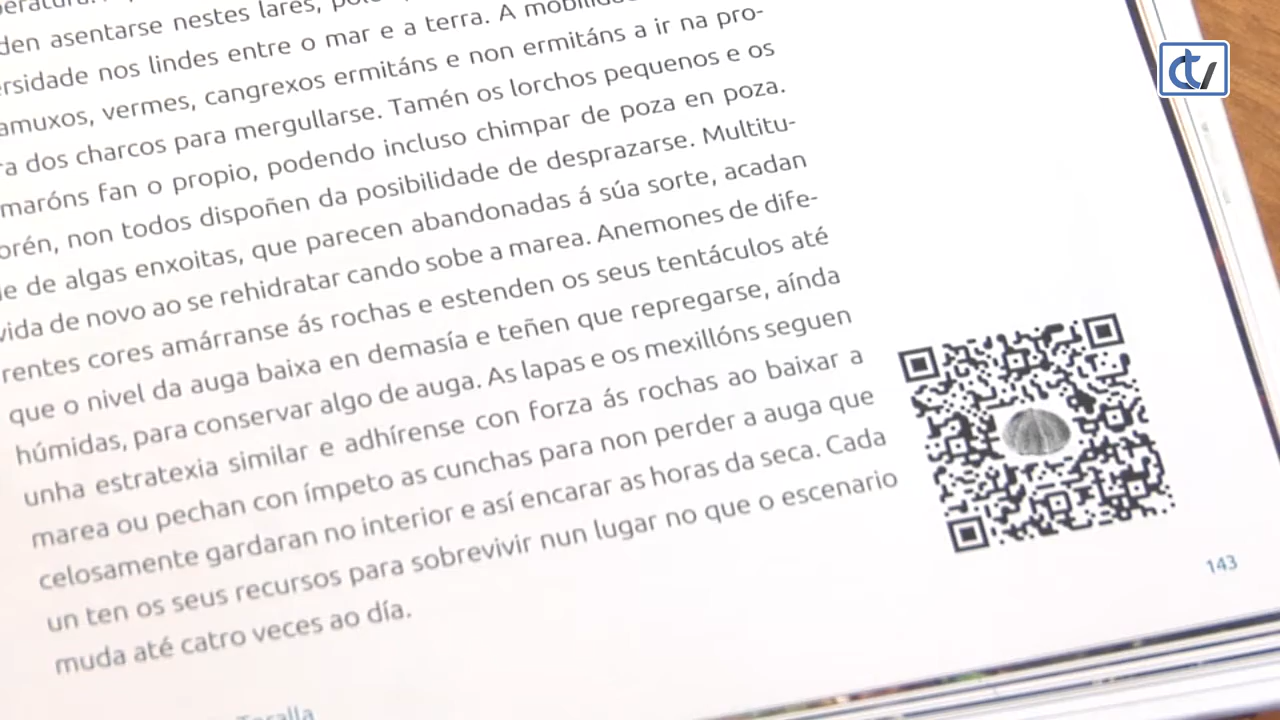 asentarse nestes lares,
nos lindes entre o mar e a terra. A
vermes, cangrexos ermitáns e non ermitáns a ir na pro-
dos charcos para mergullarse. Tamén os lorchos pequenos e os
fan o propio, podendo incluso chimpar de poza en poza.
non todos dispoñen da posibilidade de desprazarse. Multitu-
de algas enxoitas, que parecen abandonadas á súa sorte, acadan
vida de novo ao se rehidratar cando sobe a marea. Anemones de dife-
rentes cores amárranse ás rochas e estenden os seus tentáculos até
que o nivel da auga baixa en demasía e teñen que repregarse, aínda
húmidas, para conservar algo de auga. As lapas e os mexillóns seguen
unha estratexia similar e adhírense con forza ás rochas ao baixar a
marea ou pechan con ímpeto as cunchas para non perder a auga que
celosamente gardaran no interior e así encarar as horas da seca. Cada
un ten os seus recursos para sobrevivir nun lugar no que o escenario
muda até catro veces ao día.
143
Toralla